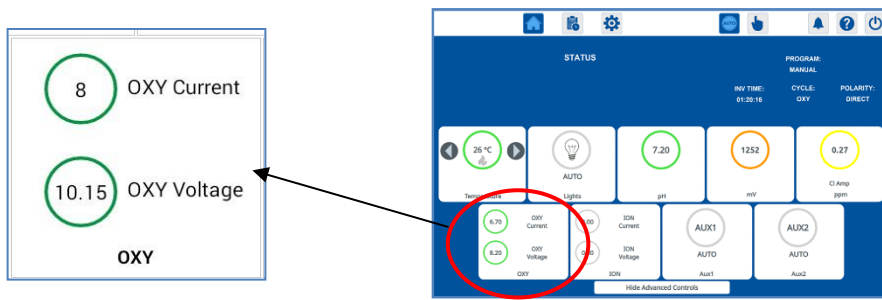 8 OXY Current
10.15 OXY Voltage
OXY
AUTO
STATUS
PROGRAM:
MANUAL
INV TIME: CYCLE: POLARITY:
01:20:16 OXY DIRECT
26 °C 7.20 1252 0.27
AUTO Cl Amp
Temperature Lights pH mV ppm
6.70 OXY Current
8.20 OXY Voltage
OXY
.00 ION Current
ION Voltage
ION
AUX1
AUTO
Aux1
AUX2
AUTO
Aux2
Hide Advanced Controls